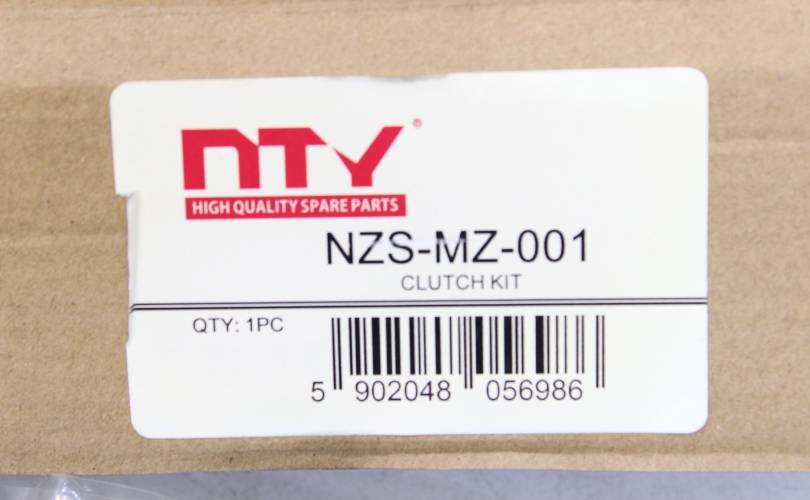 NTY®
HIGH QUALITY SPARE PARTS
NZS-MZ-001
CLUTCH KIT
QTY: 1PC
5 902048 056986